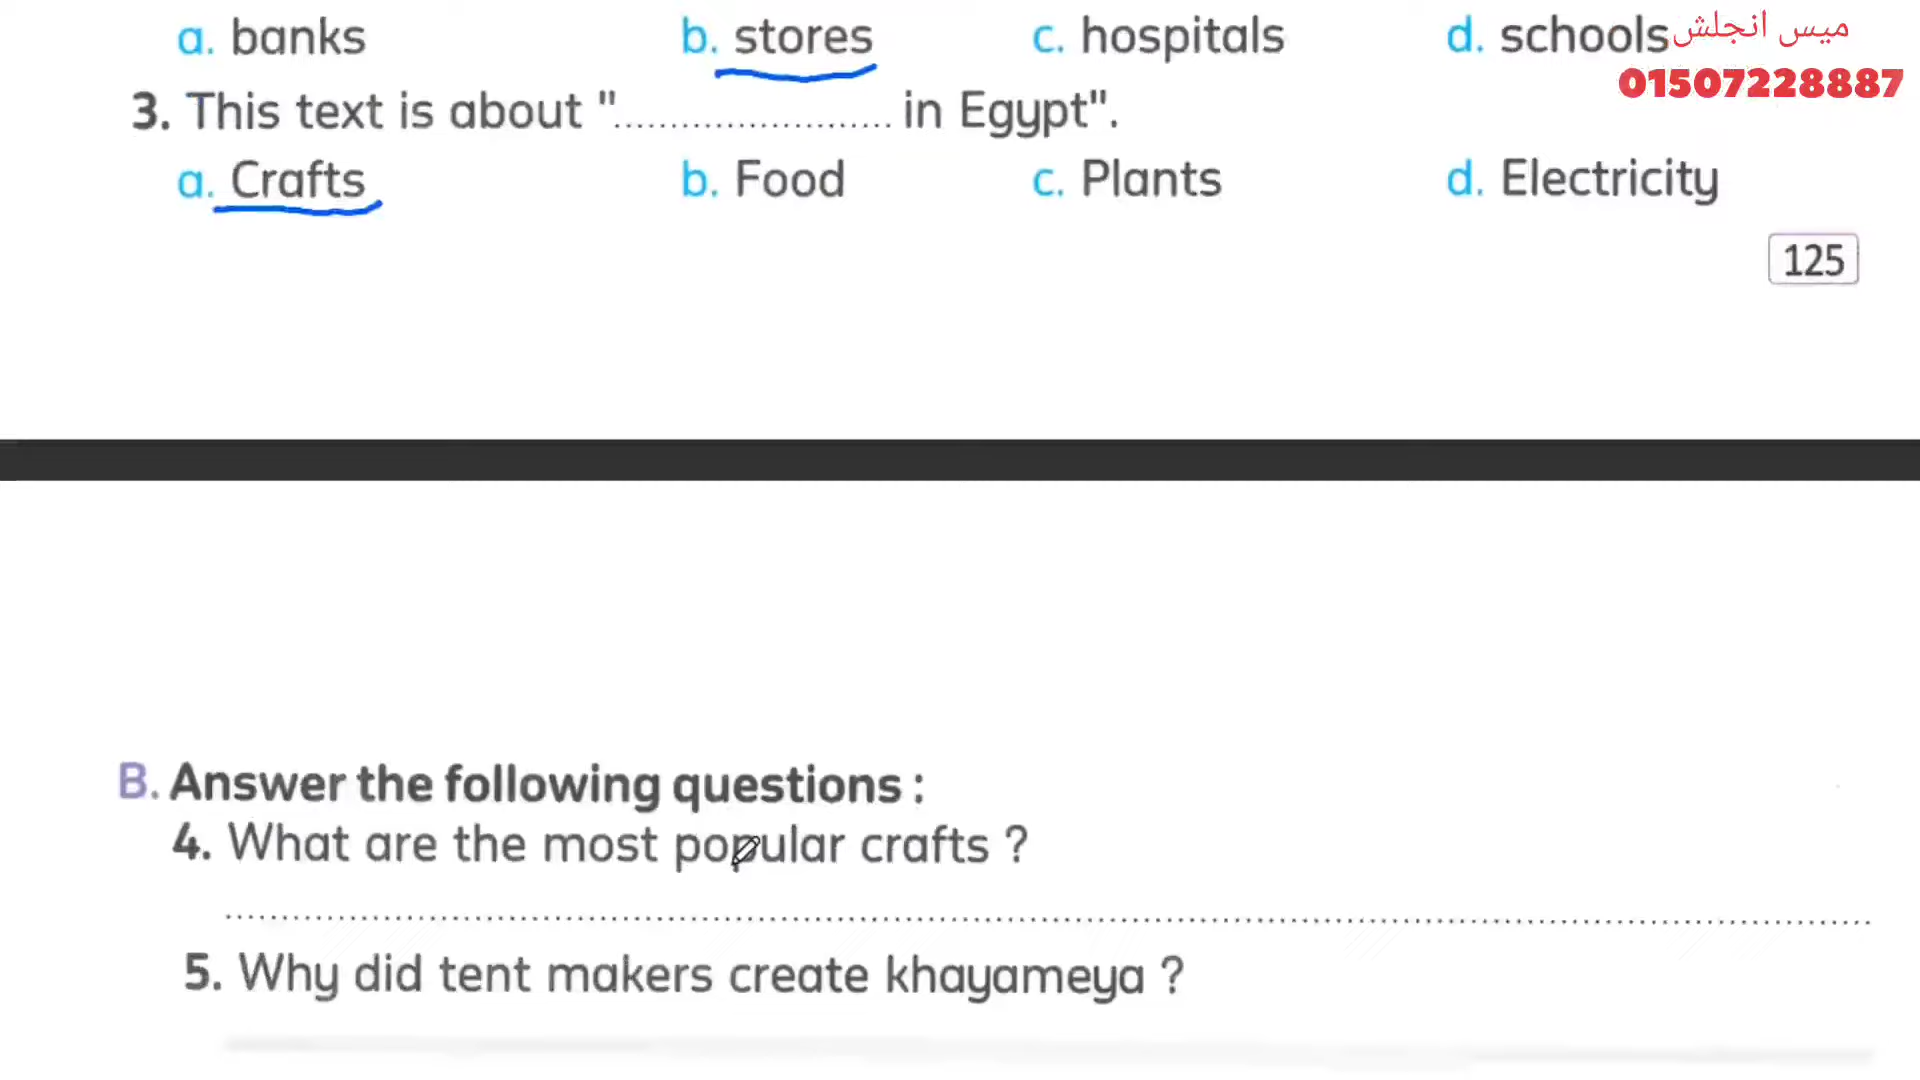 a. banks b. stores c. hospitals d. schools ميس انجلش
01507228887
3. This text is about "........................ in Egypt".
a. Crafts b. Food c. Plants d. Electricity
125
B. Answer the following questions :
4. What are the most popular crafts ?
5. Why did tent makers create khayameya ?